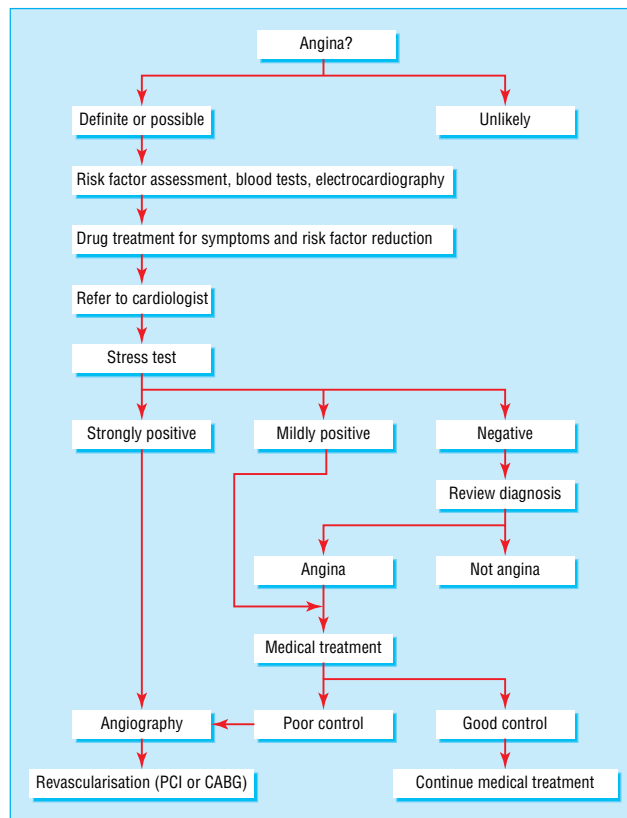 Angina?
Definite or possible
Unlikely
Risk factor assessment, blood tests, electrocardiography
Drug treatment for symptoms and risk factor reduction
Refer to cardiologist
Stress test
Strongly positive
Mildly positive
Negative
Review diagnosis
Angina
Not angina
Medical treatment
Angiography
Poor control
Good control
Revascularisation (PCI or CABG)
Continue medical treatment